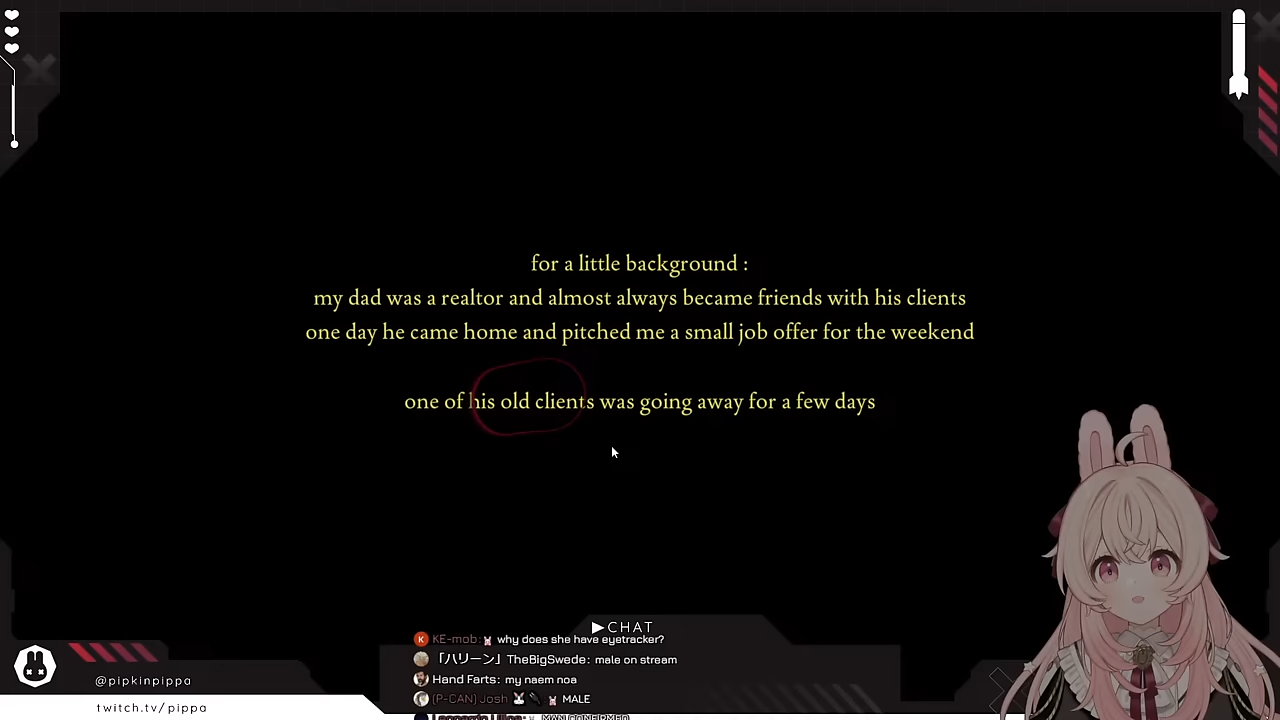 for a little background :
my dad was a realtor and almost always became friends with his clients
one day he came home and pitched me a small job offer for the weekend
one of his old clients was going away for a few days
▶CHAT
KE-mob: why does she have eyetracker?
「ハリーン」TheBigSwede: male on stream
Hand Farts: my naem noa
[P-CAN] Josh MALE
MAN CONFIRMED
@pipkinpippa
twitch.tv/pippa